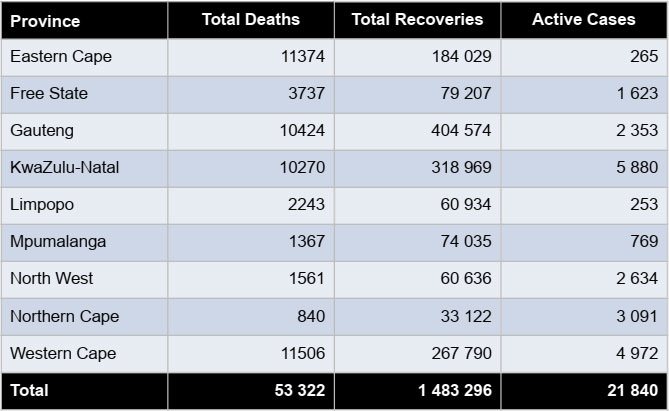 Province Total Deaths Total Recoveries Active Cases
Eastern Cape 11374 184 029 265
Free State 3737 79 207 1 623
Gauteng 10424 404 574 2 353
KwaZulu-Natal 10270 318 969 5 880
Limpopo 2243 60 934 253
Mpumalanga 1367 74 035 769
North West 1561 60 636 2 634
Northern Cape 840 33 122 3 091
Western Cape 11506 267 790 4 972
Total 53 322 1 483 296 21 840